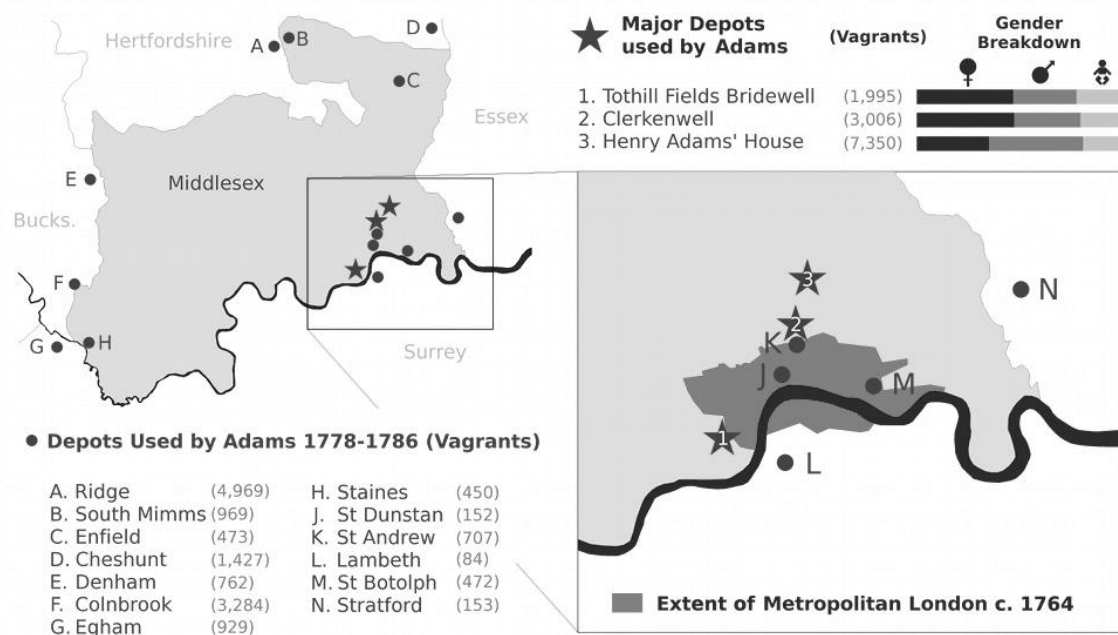 Hertfordshire
A
B
D
C
Essex
E
Middlesex
Bucks.
F
G
H
Surrey
Major Depots
used by Adams
(Vagrants)
Gender
Breakdown
1. Tothill Fields Bridewell (1,995)
2. Clerkenwell (3,006)
3. Henry Adams' House (7,350)
3
N
2
K
J
M
1
L
Extent of Metropolitan London c. 1764
Depots Used by Adams 1778-1786 (Vagrants)
A. Ridge (4,969)
B. South Mimms (969)
C. Enfield (473)
D. Cheshunt (1,427)
E. Denham (762)
F. Colnbrook (3,284)
G. Egham (929)
H. Staines (450)
J. St Dunstan (152)
K. St Andrew (707)
L. Lambeth (84)
M. St Botolph (472)
N. Stratford (153)